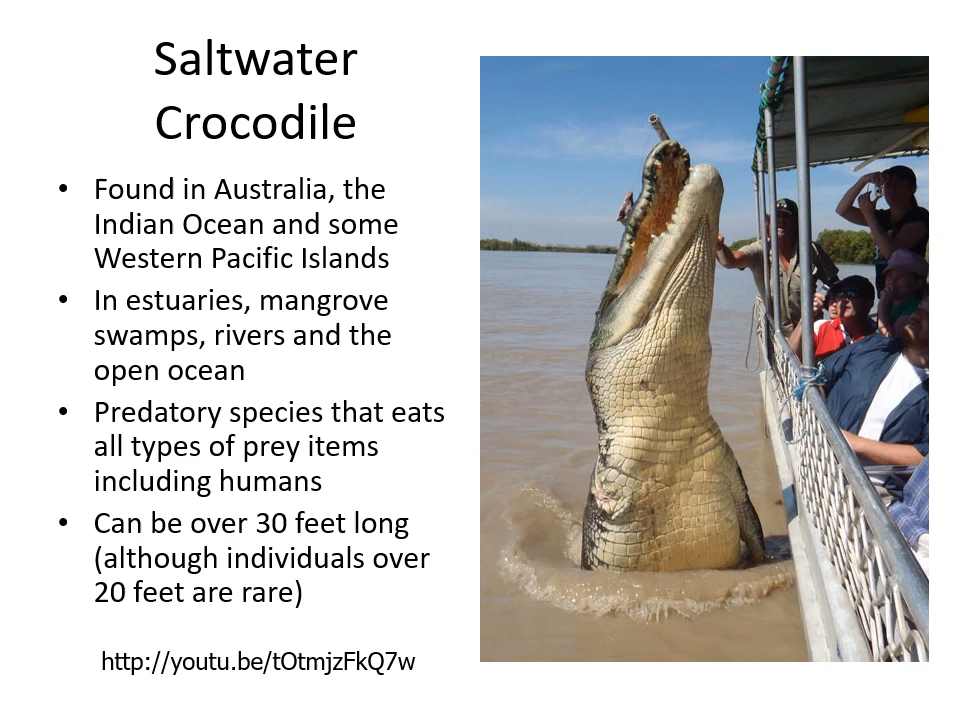 Saltwater
Crocodile
• Found in Australia, the
Indian Ocean and some
Western Pacific Islands
• In estuaries, mangrove
swamps, rivers and the
open ocean
• Predatory species that eats
all types of prey items
including humans
• Can be over 30 feet long
(although individuals over
20 feet are rare)
http://youtu.be/tOtmjzFkQ7w